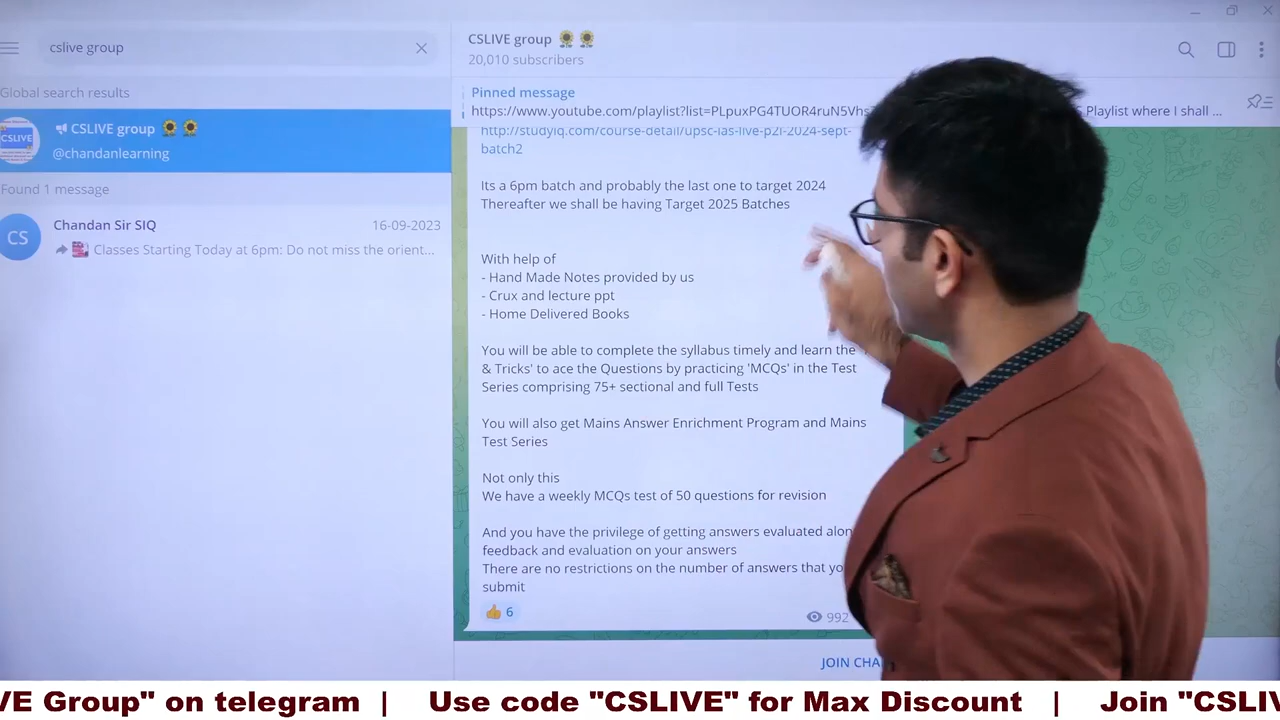 cslive group
Global search results
CSLIVE
CSLIVE group
@chandanlearning
Found 1 message
CS
Chandan Sir SIQ
16-09-2023
Classes Starting Today at 6pm: Do not miss the orient...
CSLIVE group
20,010 subscribers
Pinned message
https://www.youtube.com/playlist?list=PLpuxPG4TUOR4ruN5Vhs Playlist where I shall ...
http://studyiq.com/course-detail/upsc-ias-live-p2i-2024-sept-
batch2
Its a 6pm batch and probably the last one to target 2024
Thereafter we shall be having Target 2025 Batches
With help of
- Hand Made Notes provided by us
- Crux and lecture ppt
- Home Delivered Books
You will be able to complete the syllabus timely and learn the
& Tricks' to ace the Questions by practicing 'MCQs' in the Test
Series comprising 75+ sectional and full Tests
You will also get Mains Answer Enrichment Program and Mains
Test Series
Not only this
We have a weekly MCQs test of 50 questions for revision
And you have the privilege of getting answers evaluated alon
feedback and evaluation on your answers
There are no restrictions on the number of answers that yo
submit
6
992
JOIN CHA
VE Group" on telegram | Use code "CSLIVE" for Max Discount | Join "CSLIV